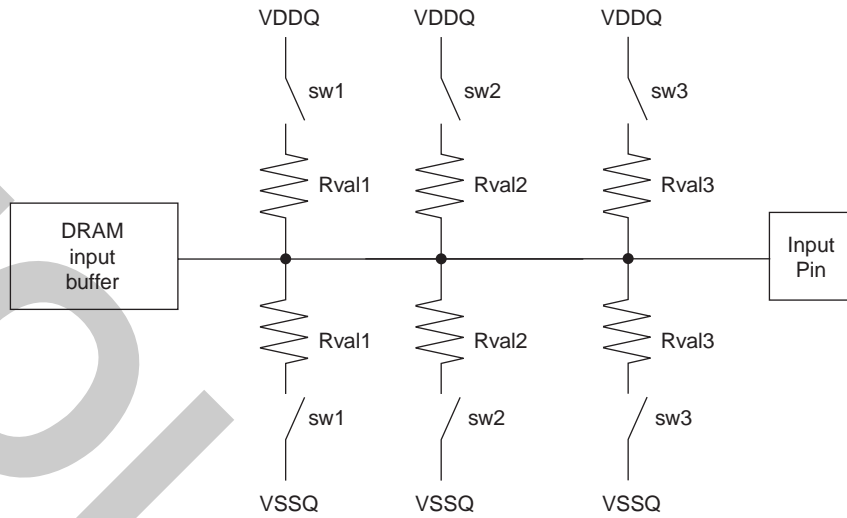 VDDQ VDDQ VDDQ
sw1 sw2 sw3
Rval1 Rval2 Rval3
DRAM
input
buffer
Input
Pin
Rval1 Rval2 Rval3
sw1 sw2 sw3
VSSQ VSSQ VSSQ